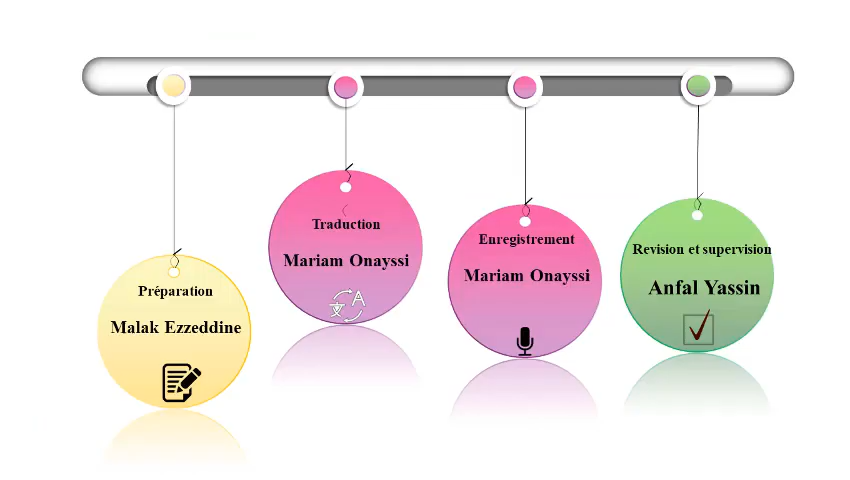 Préparation
Malak Ezzeddine
Traduction
Mariam Onayssi
Enregistrement
Mariam Onayssi
Revision et supervision
Anfal Yassin